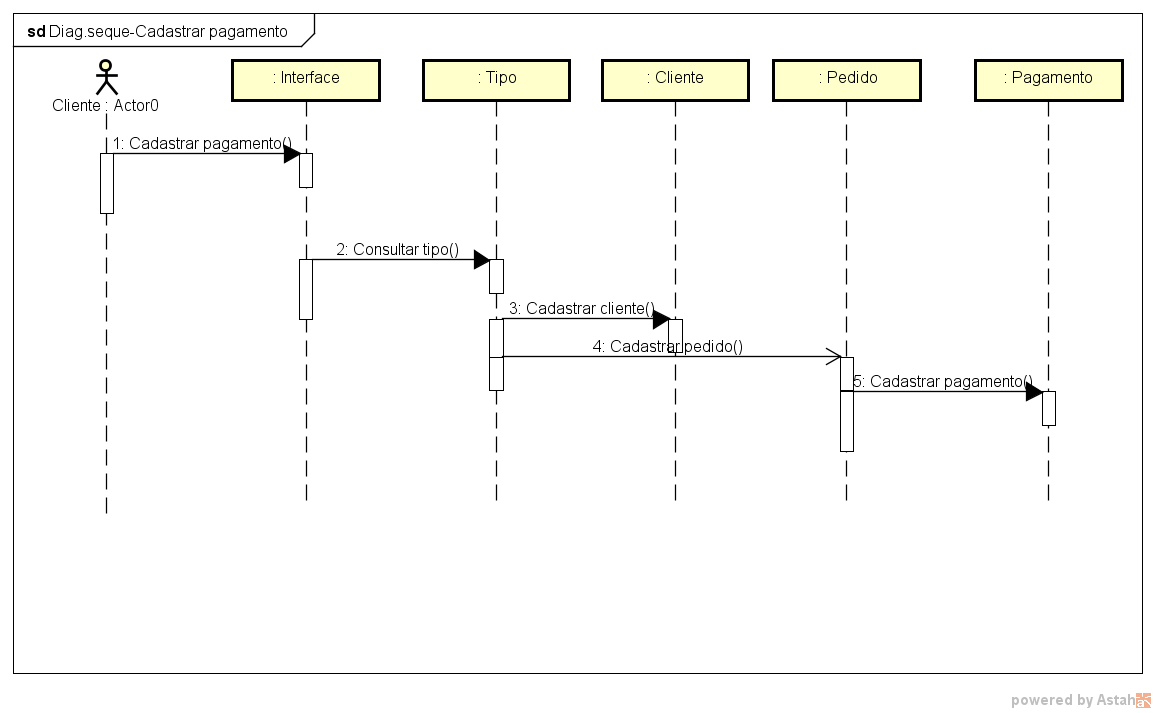 sd Diag.seque-Cadastrar pagamento
Cliente : Actor0
: Interface
: Tipo
: Cliente
: Pedido
: Pagamento
1: Cadastrar pagamento()
2: Consultar tipo()
3: Cadastrar cliente()
4: Cadastrar pedido()
5: Cadastrar pagamento()
powered by Astah